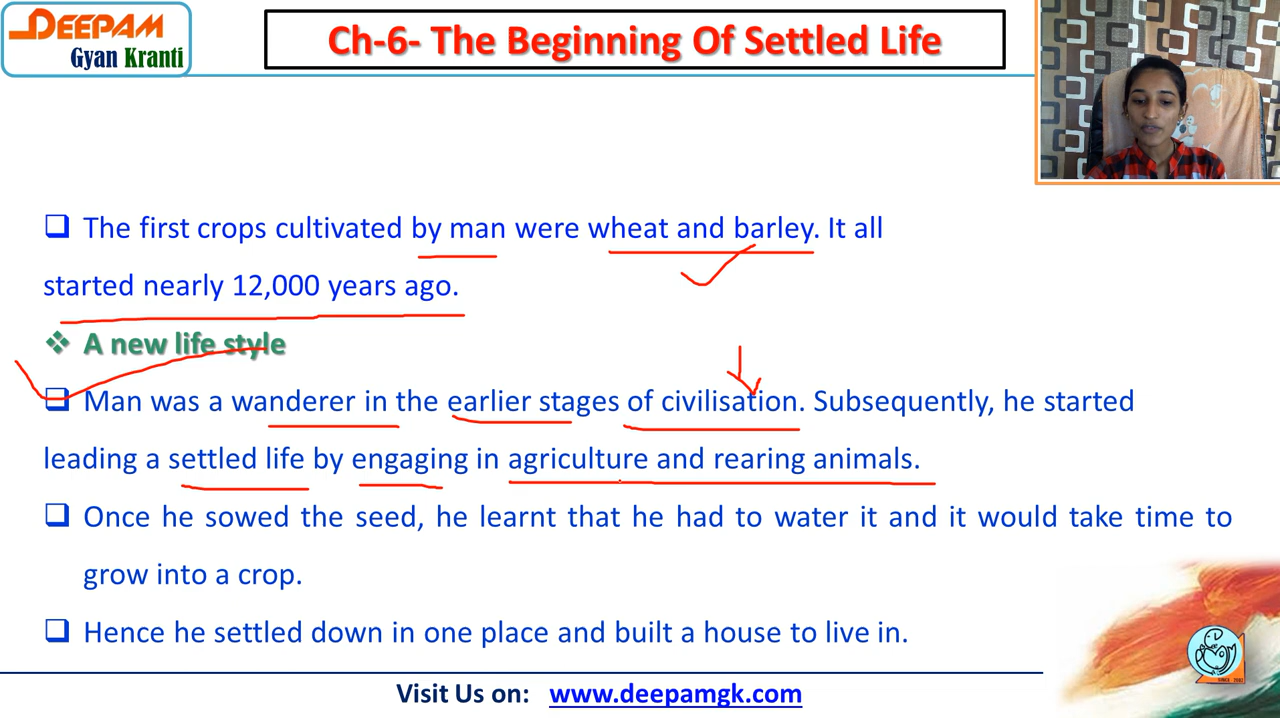 DEEPAM
Gyan Kranti
Ch-6- The Beginning Of Settled Life
❑ The first crops cultivated by man were wheat and barley. It all
started nearly 12,000 years ago.
❖ A new life style
❑ Man was a wanderer in the earlier stages of civilisation. Subsequently, he started
leading a settled life by engaging in agriculture and rearing animals.
❑ Once he sowed the seed, he learnt that he had to water it and it would take time to
grow into a crop.
❑ Hence he settled down in one place and built a house to live in.
Visit Us on: www.deepamgk.com